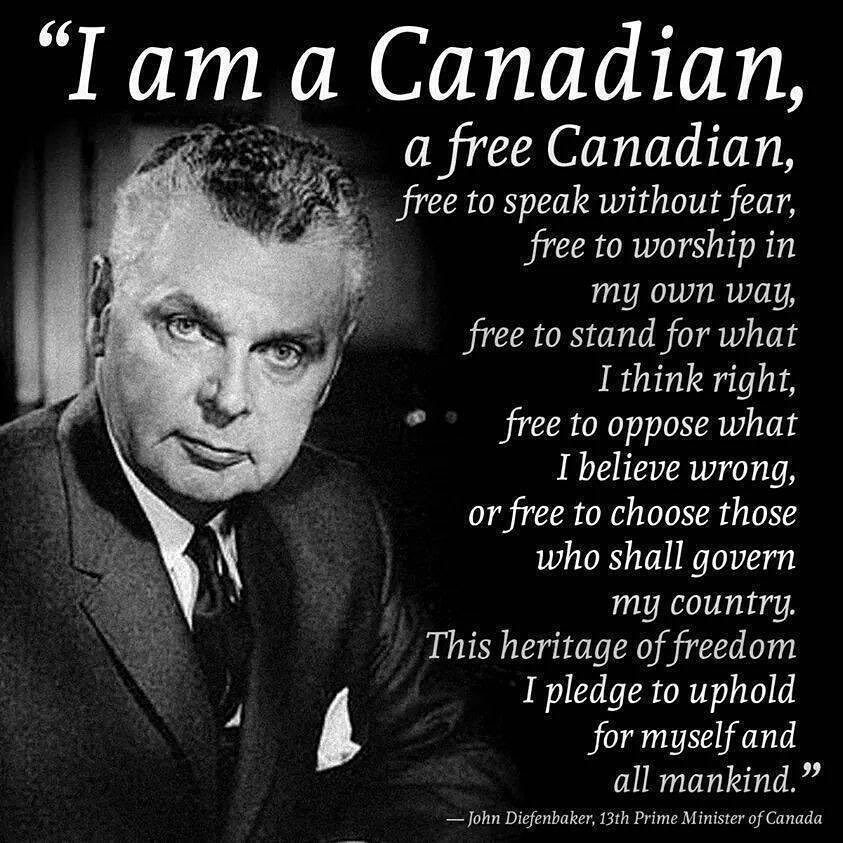 “I am a Canadian,
a free Canadian,
free to speak without fear,
free to worship in
my own way,
free to stand for what
I think right,
free to oppose what
I believe wrong,
or free to choose those
who shall govern
my country.
This heritage of freedom
I pledge to uphold
for myself and
all mankind.”
— John Diefenbaker, 13th Prime Minister of Canada